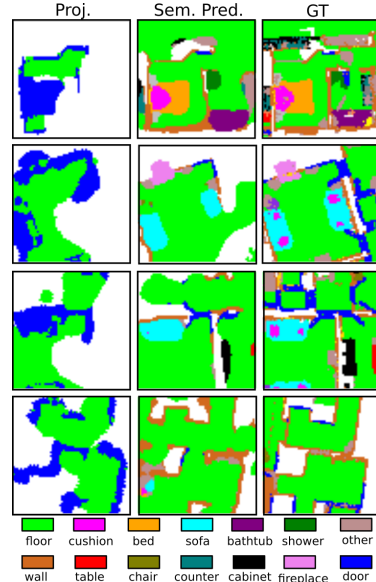 Proj. Sem. Pred. GT
floor cushion bed sofa bathtub shower other
wall table chair counter cabinet fireplace door